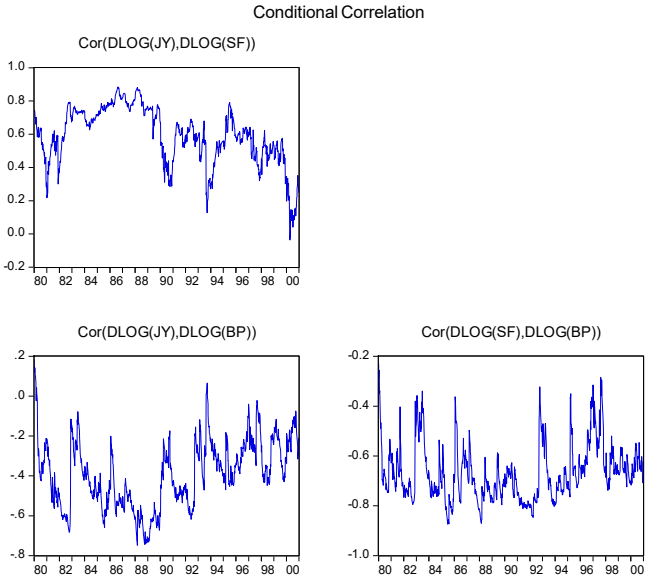 Conditional Correlation
Cor(DLOG(JY),DLOG(SF))
1.0
0.8
0.6
0.4
0.2
0.0
-0.2
80 82 84 86 88 90 92 94 96 98 00
Cor(DLOG(JY),DLOG(BP))
.2
.0
-.2
-.4
-.6
-.8
80 82 84 86 88 90 92 94 96 98 00
Cor(DLOG(SF),DLOG(BP))
-0.2
-0.4
-0.6
-0.8
-1.0
80 82 84 86 88 90 92 94 96 98 00